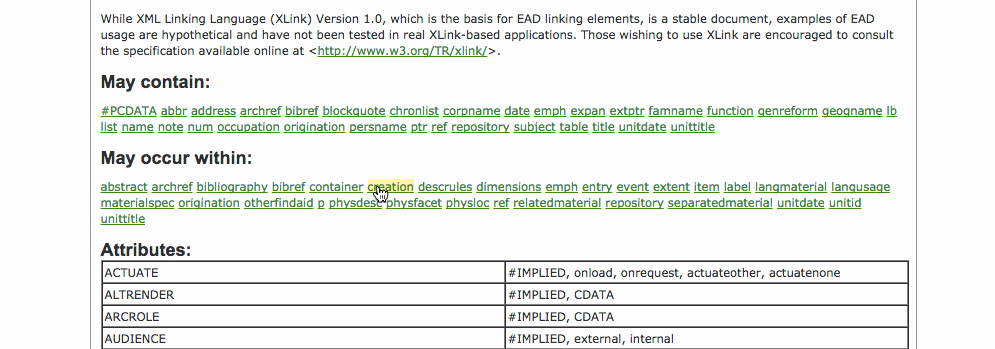 While XML Linking Language (XLink) Version 1.0, which is the basis for EAD linking elements, is a stable document, examples of EAD
usage are hypothetical and have not been tested in real XLink-based applications. Those wishing to use XLink are encouraged to consult
the specification available online at <http://www.w3.org/TR/xlink/>.
May contain:
#PCDATA abbr address archref bibref blockquote chronlist corpname date emph expan extptr famname function genreform geogname lb
list name note num occupation origination persname ptr ref repository subject table title unitdate unittitle
May occur within:
abstract archref bibliography bibref container creation descrules dimensions emph entry event extent item label langmaterial langusage
materialspec origination otherfindaid p physdesc physfacet physloc ref relatedmaterial repository separatedmaterial unitdate unitid
unittitle
Attributes:
ACTUATE #IMPLIED, onload, onrequest, actuateother, actuatenone
ALTRENDER #IMPLIED, CDATA
ARCROLE #IMPLIED, CDATA
AUDIENCE #IMPLIED, external, internal